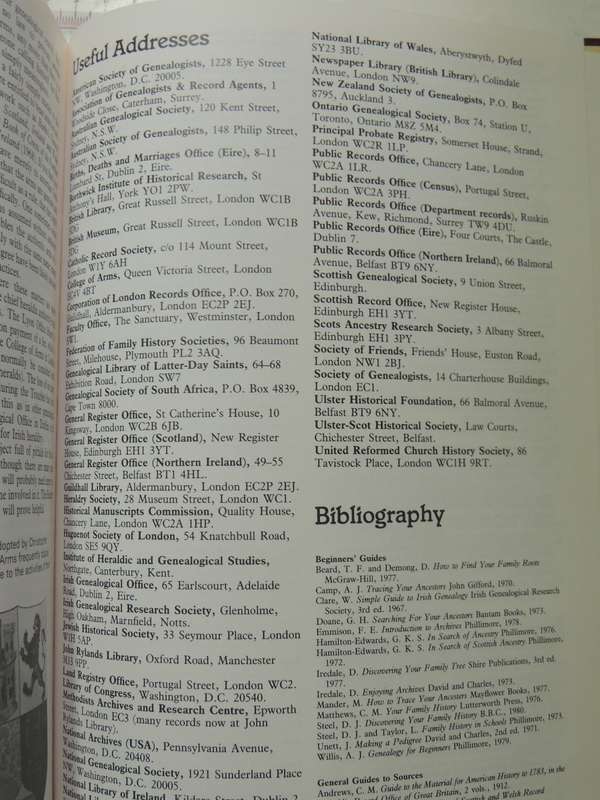 Useful Addresses
American Society of Genealogists, 1228 Eye Street
NW, Washington, D.C. 20005.
Association of Genealogists & Record Agents, 1
Woodside Close, Caterham, Surrey.
Australian Genealogical Society, 120 Kent Street,
Sydney, N.S.W.
Australian Society of Genealogists, 148 Philip Street,
Sydney, N.S.W.
Births, Deaths and Marriages Office (Eire), 8–11
Lombard St. Dublin 2, Eire.
Borthwick Institute of Historical Research, St
Anthony's Hall, York YO1 2PW.
British Library, Great Russell Street, London WC1B
3DG
British Museum, Great Russell Street, London WC1B
3DG
Catholic Record Society, c/o 114 Mount Street,
London W1Y 6AH
College of Arms, Queen Victoria Street, London
EC4V 4BT
Corporation of London Records Office, P.O. Box 270,
Guildhall, Aldermanbury, London EC2P 2EJ.
Faculty Office, The Sanctuary, Westminster, London
SW1.
Federation of Family History Societies, 96 Beaumont
Street, Milehouse, Plymouth PL2 3AQ.
Genealogical Library of Latter-Day Saints, 64–68
Exhibition Road, London SW7
Genealogical Society of South Africa, P.O. Box 4839,
Cape Town 8000.
General Register Office, St Catherine's House, 10
Kingsway, London WC2B 6JB.
General Register Office (Scotland), New Register
House, Edinburgh EH1 3YT.
General Register Office (Northern Ireland), 49–55
Chichester Street, Belfast BT1 4HL.
Guildhall Library, Aldermanbury, London EC2P 2EJ.
Heraldry Society, 28 Museum Street, London WC1.
Historical Manuscripts Commission, Quality House,
Chancery Lane, London WC2A 1HP.
Huguenot Society of London, 54 Knatchbull Road,
London SE5 9QY.
Institute of Heraldic and Genealogical Studies,
Northgate, Canterbury, Kent.
Irish Genealogical Office, 65 Earlscourt, Adelaide
Road, Dublin 2, Eire.
Irish Genealogical Research Society, Glenholme,
High Oakham, Marnfield, Notts.
Jewish Historical Society, 33 Seymour Place, London
W1H 5AP.
John Rylands Library, Oxford Road, Manchester
M13 9PP.
Land Registry Office, Portugal Street, London WC2.
Library of Congress, Washington, D.C. 20540.
Methodists Archives and Research Centre, Epworth
Street, London EC3 (many records now at John
Rylands Library).
National Archives (USA), Pennsylvania Avenue,
Washington, D.C. 20408.
National Genealogical Society, 1921 Sunderland Place
NW, Washington, D.C. 20005.
National Library of Ireland, Kildare Street, Dublin 2
National Library of Wales, Aberystwyth, Dyfed
SY23 3BU.
Newspaper Library (British Library), Colindale
Avenue, London NW9.
New Zealand Society of Genealogists, P.O. Box
8795, Auckland 3.
Ontario Genealogical Society, Box 74, Station U,
Toronto, Ontario M8Z 5M4.
Principal Probate Registry, Somerset House, Strand,
London WC2R 1LP.
Public Records Office, Chancery Lane, London
WC2A 1LR.
Public Records Office (Census), Portugal Street,
London WC2A 3PH.
Public Records Office (Department records), Ruskin
Avenue, Kew, Richmond, Surrey TW9 4DU.
Public Records Office (Eire), Four Courts, The Castle,
Dublin 7.
Public Records Office (Northern Ireland), 66 Balmoral
Avenue, Belfast BT9 6NY.
Scottish Genealogical Society, 9 Union Street,
Edinburgh.
Scottish Record Office, New Register House,
Edinburgh EH1 3YT.
Scots Ancestry Research Society, 3 Albany Street,
Edinburgh EH1 3PY.
Society of Friends, Friends' House, Euston Road,
London NW1 2BJ.
Society of Genealogists, 14 Charterhouse Buildings,
London EC1.
Ulster Historical Foundation, 66 Balmoral Avenue,
Belfast BT9 6NY.
Ulster-Scot Historical Society, Law Courts,
Chichester Street, Belfast.
United Reformed Church History Society, 86
Tavistock Place, London WC1H 9RT.
Bibliography
Beginners' Guides
Beard, T. F. and Demong, D. How to Find Your Family Roots
McGraw-Hill, 1977.
Camp, A. J. Tracing Your Ancestors John Gifford, 1970.
Clare, W. Simple Guide to Irish Genealogy Irish Genealogical Research
Society, 3rd ed. 1967.
Doane, G. H. Searching For Your Ancestors Bantam Books, 1973.
Emmison, F. E. Introduction to Archives Phillimore, 1978.
Hamilton-Edwards, G. K. S. In Search of Ancestry Phillimore, 1976.
Hamilton-Edwards, G. K. S. In Search of Scottish Ancestry Phillimore,
1972.
Iredale, D. Discovering Your Family Tree Shire Publications, 3rd ed.
1977.
Iredale, D. Enjoying Archives David and Charles, 1973.
Mander, M. How to Trace Your Ancestors Mayflower Books, 1977.
Matthews, C. M. Your Family History Lutterworth Press, 1976.
Steel, D. J. Discovering Your Family History B.B.C., 1980.
Steel, D. J. and Taylor, L. Family History in Schools Phillimore, 1973.
Unett, J. Making a Pedigree David and Charles, 2nd ed. 1971.
Willis, A. J. Genealogy for Beginners Phillimore, 1979.
General Guides to Sources
Andrews, C. M. Guide to the Material for American History to 1783, in the
Public Record Office of Great Britain, 2 vols., 1912.
and Welsh Record